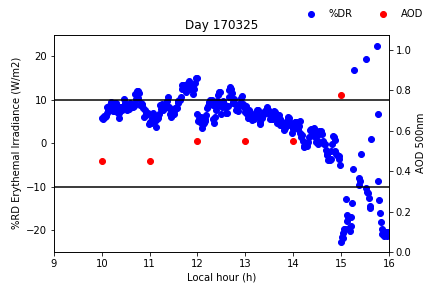 %DR AOD
Day 170325
%RD Erythemal Irradiance (W/m2)
20
10
0
−10
−20
1.0
0.8
0.6
0.4
0.2
0.0
AOD 500nm
9 10 11 12 13 14 15 16
Local hour (h)